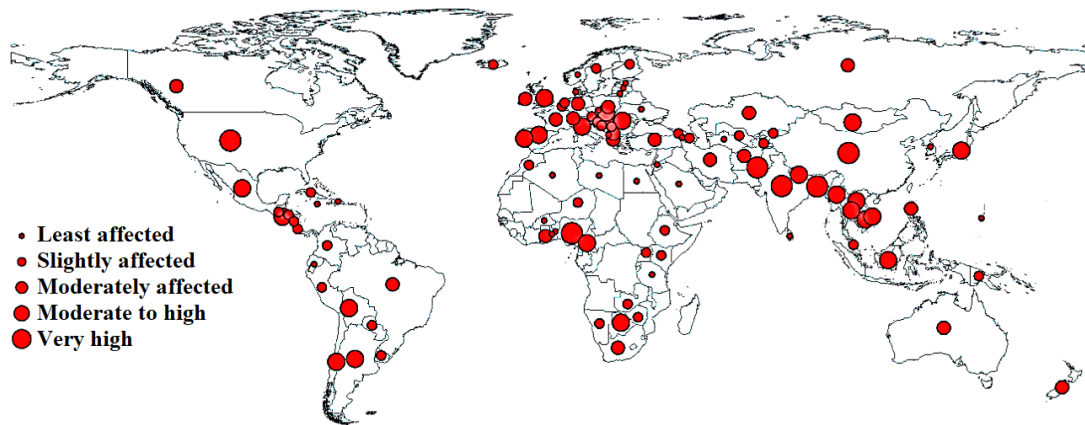 Least affected
Slightly affected
Moderately affected
Moderate to high
Very high